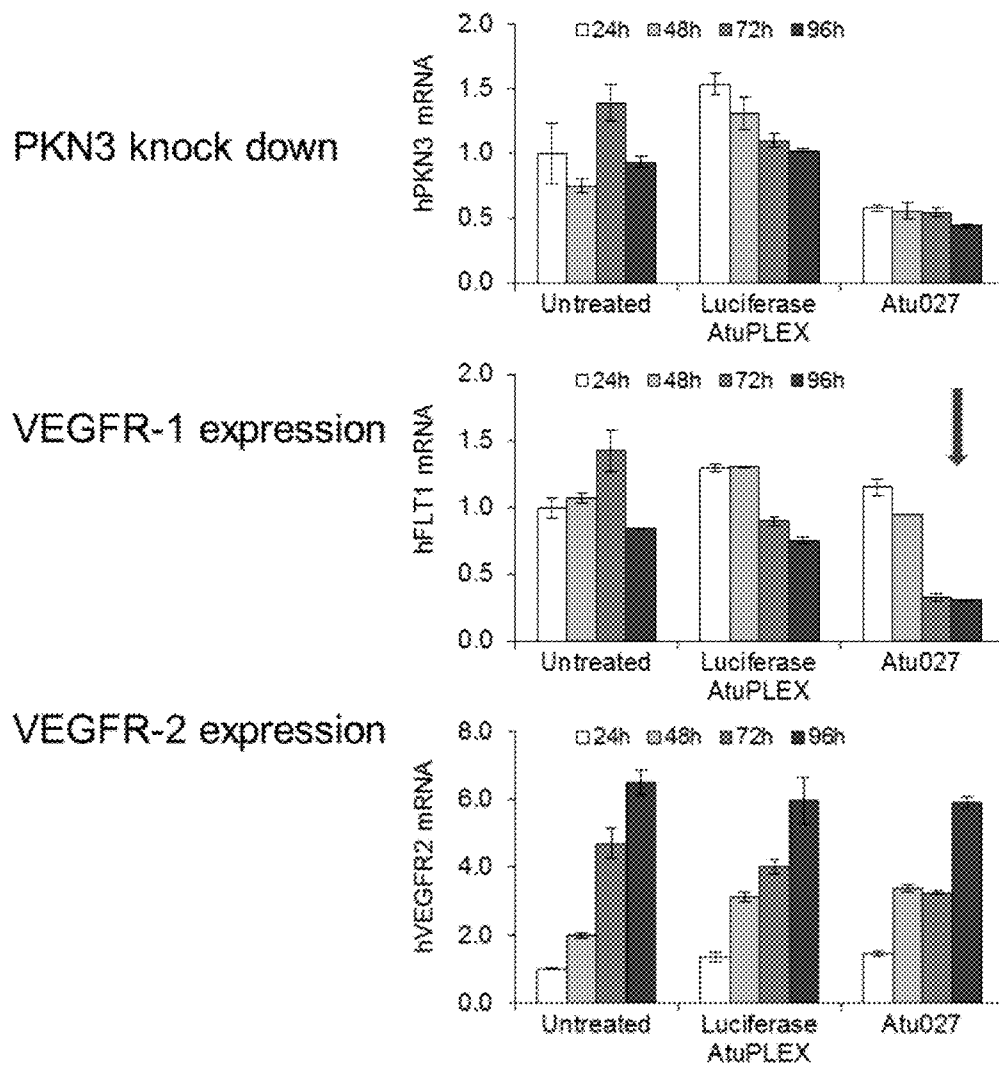 PKN3 knock down
hPKN3 mRNA
2.0
1.5
1.0
0.5
0.0
24h 48h 72h 96h
Untreated Luciferase AtuPLEX Atu027
VEGFR-1 expression
hFLT1 mRNA
2.0
1.5
1.0
0.5
0.0
24h 48h 72h 96h
Untreated Luciferase AtuPLEX Atu027
VEGFR-2 expression
hVEGFR2 mRNA
8.0
6.0
4.0
2.0
0.0
24h 48h 72h 96h
Untreated Luciferase AtuPLEX Atu027